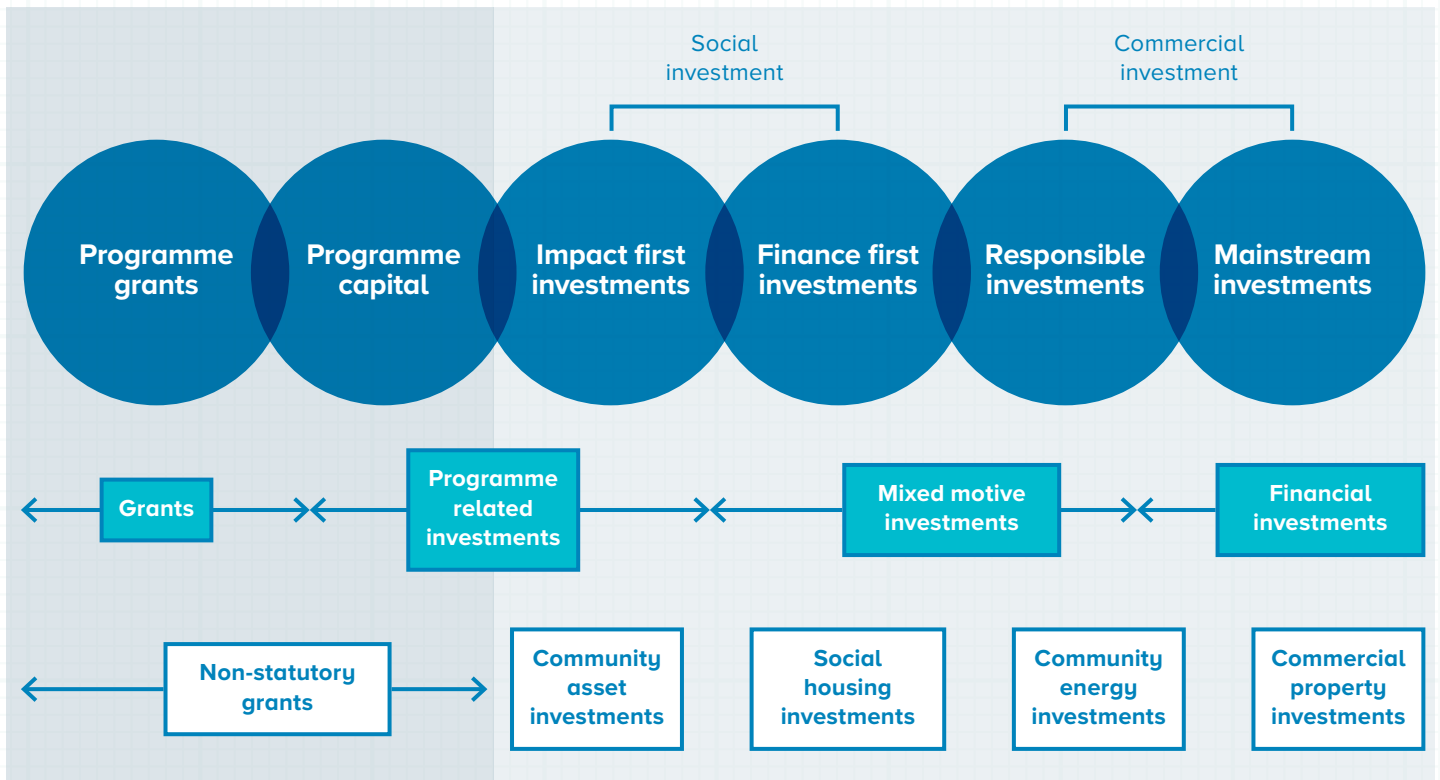 Social
investment
Commercial
investment
Programme
grants
Programme
capital
Impact first
investments
Finance first
investments
Responsible
investments
Mainstream
investments
Grants
Programme
related
investments
Mixed motive
investments
Financial
investments
Non-statutory
grants
Community
asset
investments
Social
housing
investments
Community
energy
investments
Commercial
property
investments